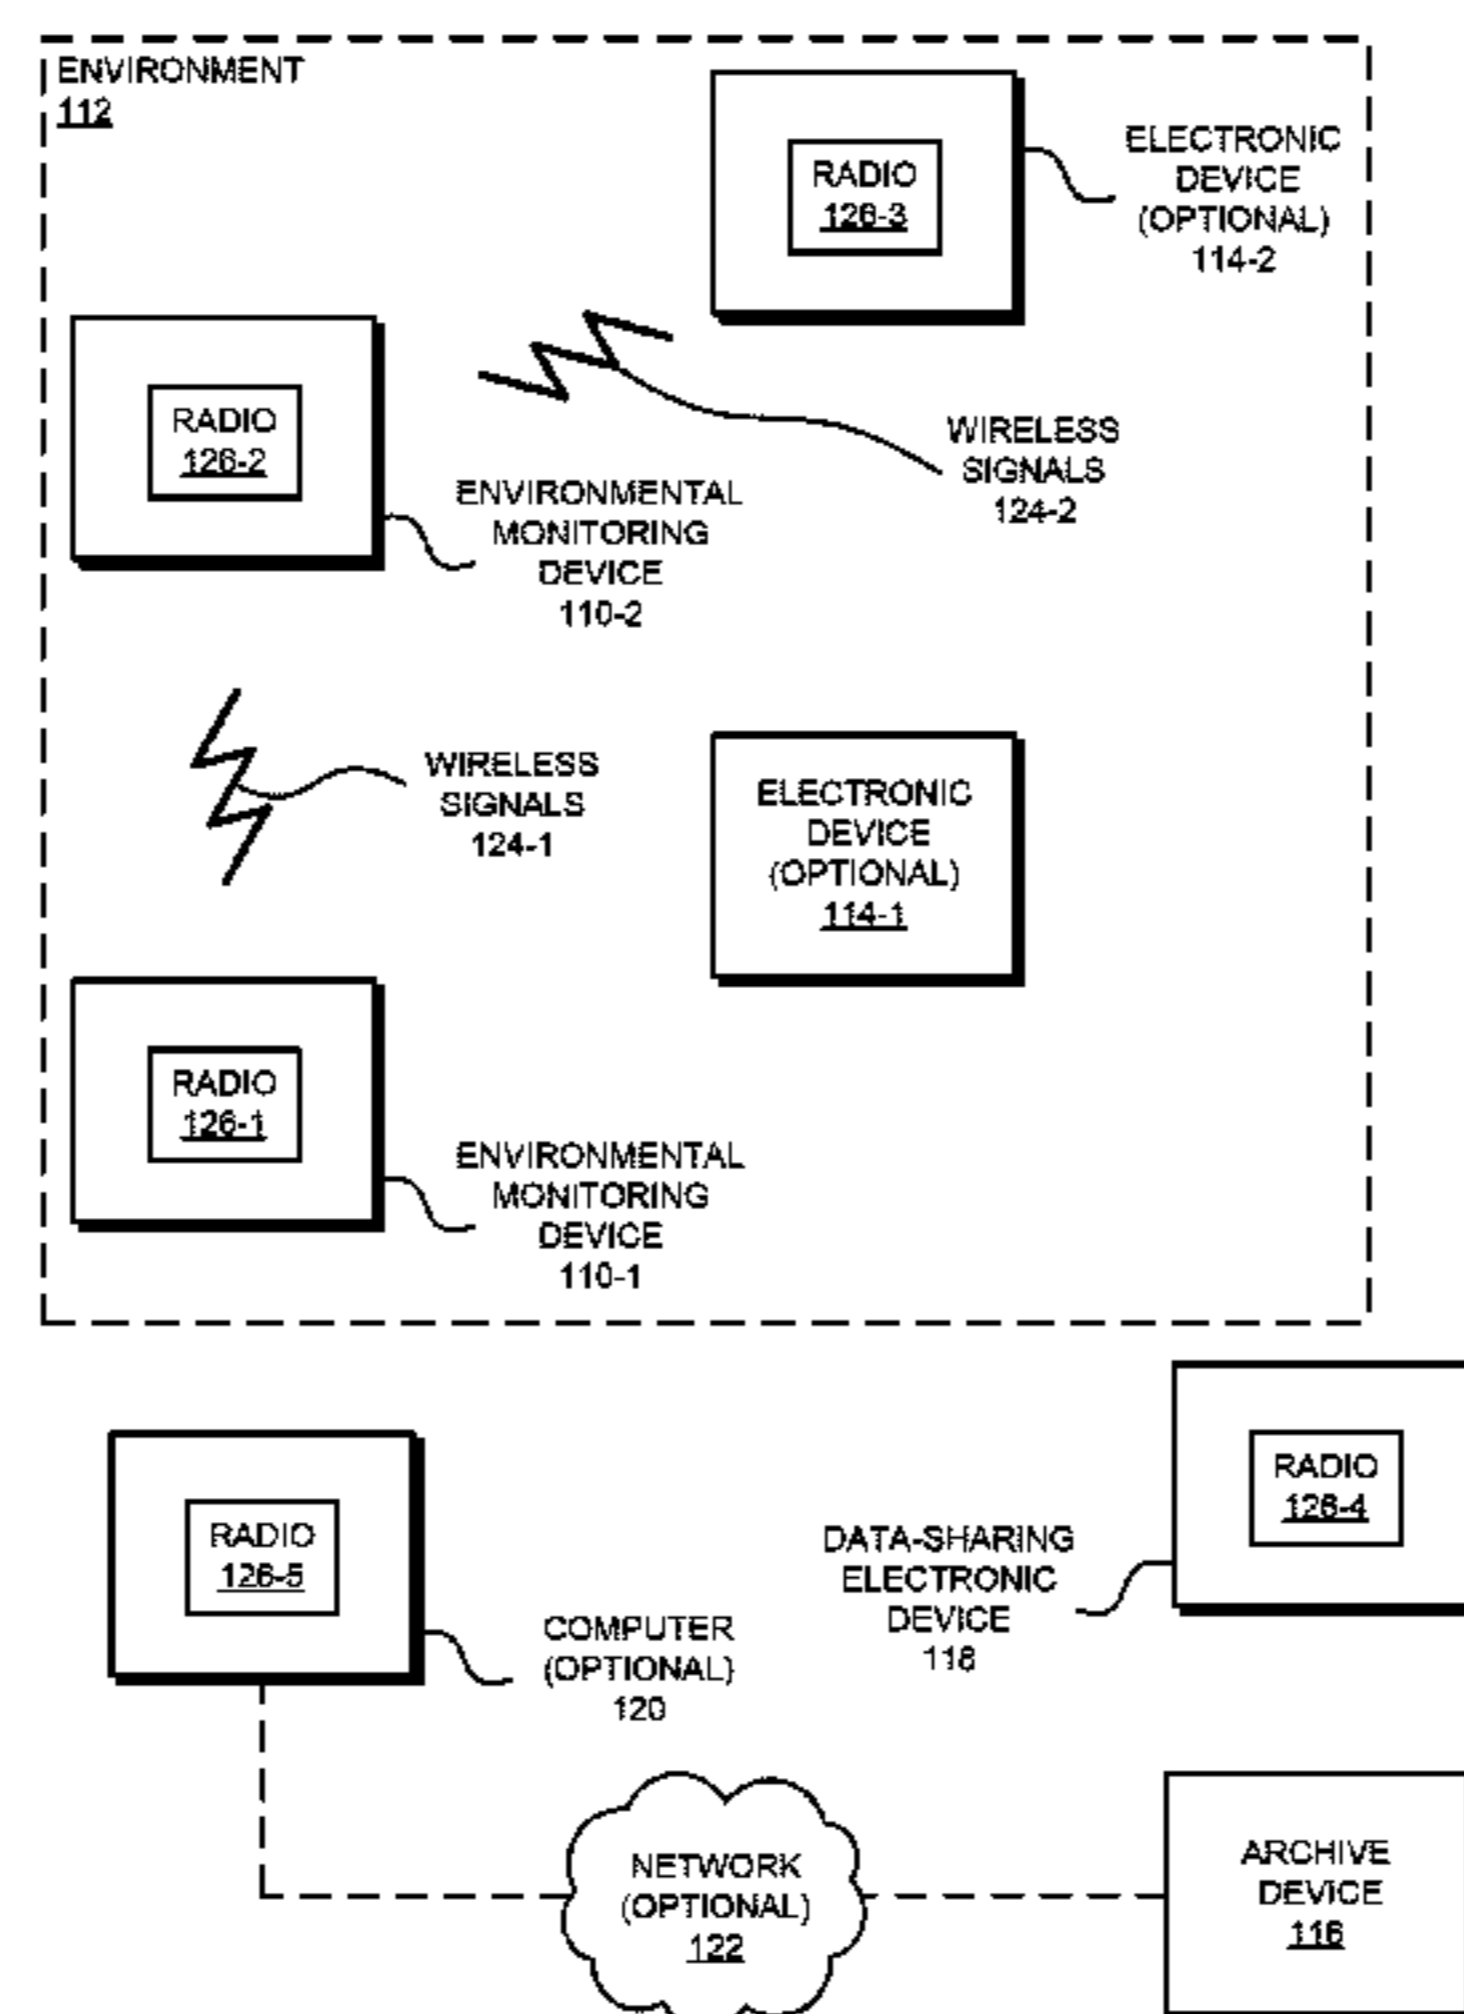 ENVIRONMENT
112
RADIO
126-3
ELECTRONIC
DEVICE
(OPTIONAL)
114-2
RADIO
126-2
ENVIRONMENTAL
MONITORING
DEVICE
110-2
WIRELESS
SIGNALS
124-2
WIRELESS
SIGNALS
124-1
ELECTRONIC
DEVICE
(OPTIONAL)
114-1
RADIO
126-1
ENVIRONMENTAL
MONITORING
DEVICE
110-1
RADIO
126-5
COMPUTER
(OPTIONAL)
120
RADIO
126-4
DATA-SHARING
ELECTRONIC
DEVICE
118
NETWORK
(OPTIONAL)
122
ARCHIVE
DEVICE
116